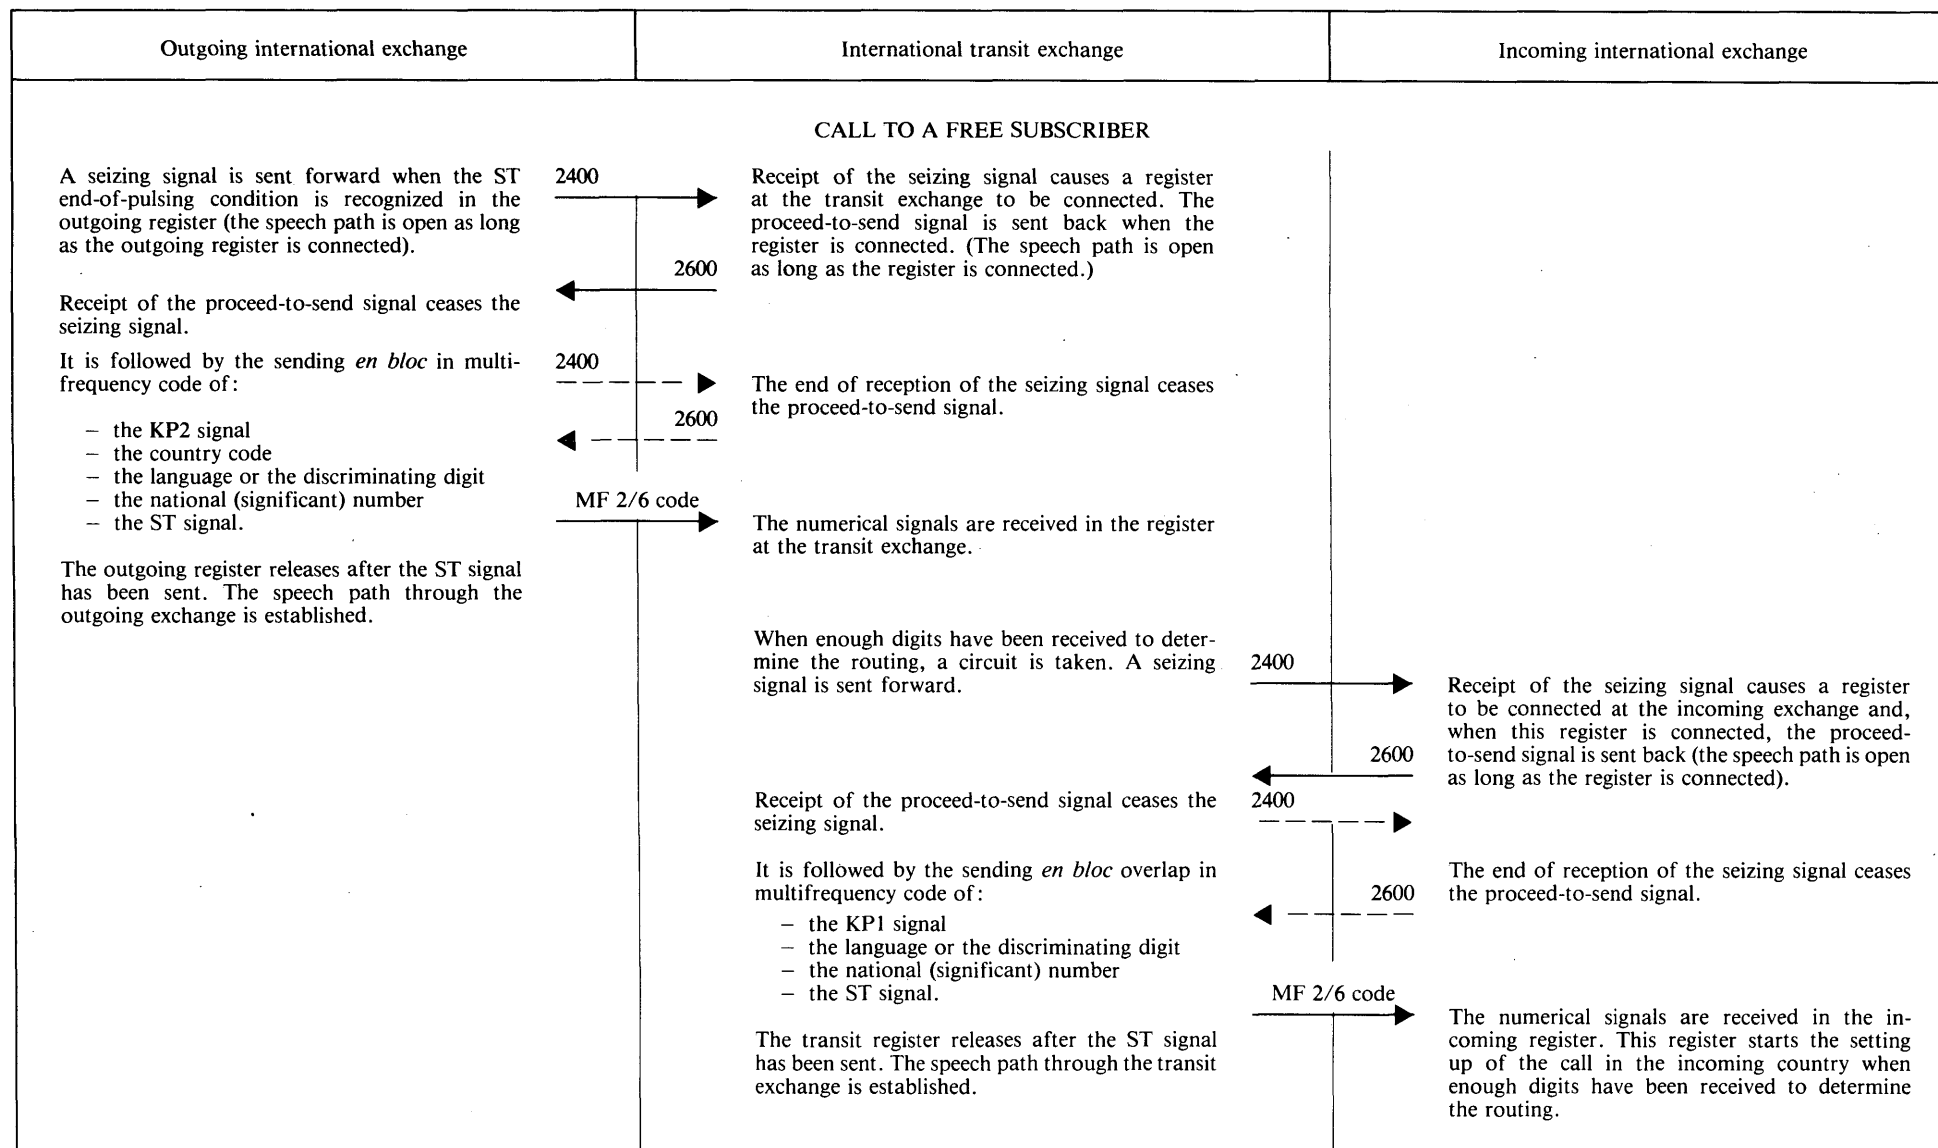 Outgoing international exchange
International transit exchange
Incoming international exchange
CALL TO A FREE SUBSCRIBER
A seizing signal is sent forward when the ST
end-of-pulsing condition is recognized in the
outgoing register (the speech path is open as long
as the outgoing register is connected).
2400
Receipt of the seizing signal causes a register
at the transit exchange to be connected. The
proceed-to-send signal is sent back when the
register is connected. (The speech path is open
as long as the register is connected.)
2600
Receipt of the proceed-to-send signal ceases the
seizing signal.
It is followed by the sending en bloc in multi-
frequency code of:
2400
The end of reception of the seizing signal ceases
the proceed-to-send signal.
2600
– the KP2 signal
– the country code
– the language or the discriminating digit
– the national (significant) number
– the ST signal.
MF 2/6 code
The numerical signals are received in the register
at the transit exchange.
The outgoing register releases after the ST signal
has been sent. The speech path through the
outgoing exchange is established.
When enough digits have been received to deter-
mine the routing, a circuit is taken. A seizing
signal is sent forward.
2400
Receipt of the seizing signal causes a register
to be connected at the incoming exchange and,
when this register is connected, the proceed-
to-send signal is sent back (the speech path is open
as long as the register is connected).
2600
Receipt of the proceed-to-send signal ceases the
seizing signal.
2400
It is followed by the sending en bloc overlap in
multifrequency code of:
The end of reception of the seizing signal ceases
the proceed-to-send signal.
2600
– the KP1 signal
– the language or the discriminating digit
– the national (significant) number
– the ST signal.
MF 2/6 code
The numerical signals are received in the in-
coming register. This register starts the setting
up of the call in the incoming country when
enough digits have been received to determine
the routing.
The transit register releases after the ST signal
has been sent. The speech path through the transit
exchange is established.